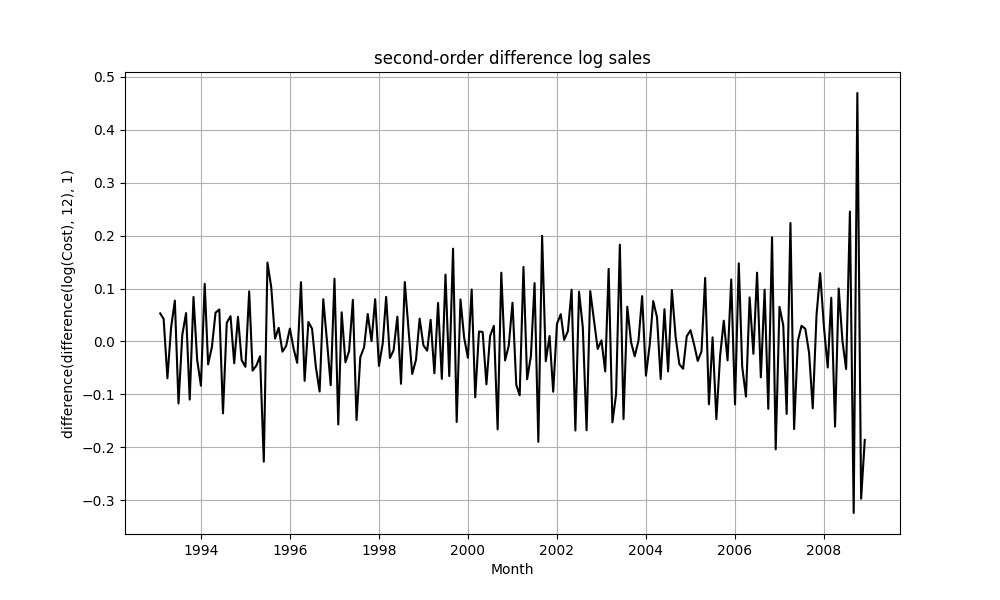 second-order difference log sales
difference(difference(log(Cost), 12), 1)
0.5
0.4
0.3
0.2
0.1
0.0
−0.1
−0.2
−0.3
1994 1996 1998 2000 2002 2004 2006 2008
Month